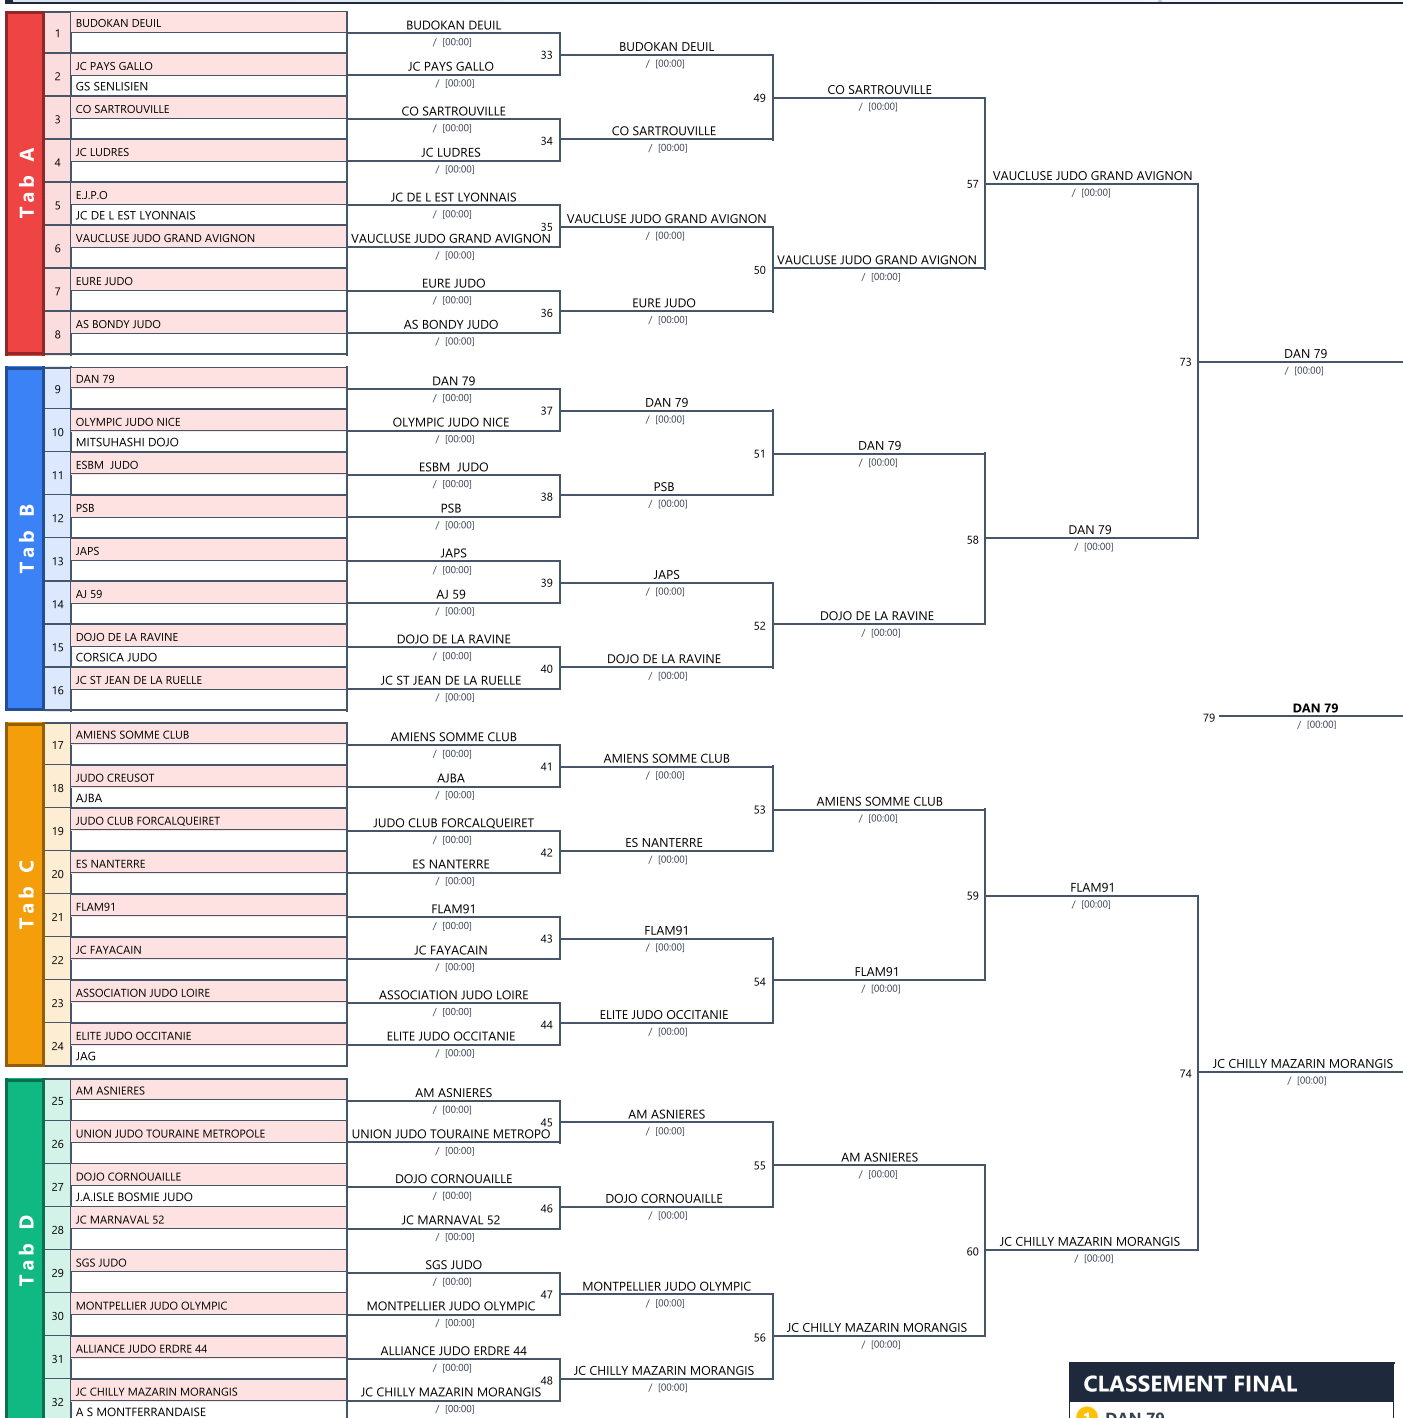 Tab A
1
BUDOKAN DEUIL
2
JC PAYS GALLO
GS SENLISIEN
3
CO SARTROUVILLE
4
JC LUDRES
5
E.J.P.O
JC DE L EST LYONNAIS
6
VAUCLUSE JUDO GRAND AVIGNON
7
EURE JUDO
8
AS BONDY JUDO
BUDOKAN DEUIL
/ [00:00]
33
JC PAYS GALLO
/ [00:00]
CO SARTROUVILLE
/ [00:00]
34
JC LUDRES
/ [00:00]
JC DE L EST LYONNAIS
/ [00:00]
35
VAUCLUSE JUDO GRAND AVIGNON
/ [00:00]
EURE JUDO
/ [00:00]
36
AS BONDY JUDO
/ [00:00]
BUDOKAN DEUIL
/ [00:00]
49
CO SARTROUVILLE
/ [00:00]
VAUCLUSE JUDO GRAND AVIGNON
/ [00:00]
50
EURE JUDO
/ [00:00]
CO SARTROUVILLE
/ [00:00]
57
VAUCLUSE JUDO GRAND AVIGNON
/ [00:00]
VAUCLUSE JUDO GRAND AVIGNON
/ [00:00]
Tab B
9
DAN 79
10
OLYMPIC JUDO NICE
MITSUHASHI DOJO
11
ESBM JUDO
12
PSB
13
JAPS
14
AJ 59
15
DOJO DE LA RAVINE
CORSICA JUDO
16
JC ST JEAN DE LA RUELLE
DAN 79
/ [00:00]
37
OLYMPIC JUDO NICE
/ [00:00]
ESBM JUDO
/ [00:00]
38
PSB
/ [00:00]
JAPS
/ [00:00]
39
AJ 59
/ [00:00]
DOJO DE LA RAVINE
/ [00:00]
40
JC ST JEAN DE LA RUELLE
/ [00:00]
DAN 79
/ [00:00]
51
PSB
/ [00:00]
JAPS
/ [00:00]
52
DOJO DE LA RAVINE
/ [00:00]
DAN 79
/ [00:00]
58
DOJO DE LA RAVINE
/ [00:00]
DAN 79
/ [00:00]
73
DAN 79
/ [00:00]
79
DAN 79
/ [00:00]
Tab C
17
AMIENS SOMME CLUB
18
JUDO CREUSOT
AJBA
19
JUDO CLUB FORCALQUEIRET
20
ES NANTERRE
21
FLAM91
22
JC FAYACAIN
23
ASSOCIATION JUDO LOIRE
24
ELITE JUDO OCCITANIE
JAG
AMIENS SOMME CLUB
/ [00:00]
41
AJBA
/ [00:00]
JUDO CLUB FORCALQUEIRET
/ [00:00]
42
ES NANTERRE
/ [00:00]
FLAM91
/ [00:00]
43
JC FAYACAIN
/ [00:00]
ASSOCIATION JUDO LOIRE
/ [00:00]
44
ELITE JUDO OCCITANIE
/ [00:00]
AMIENS SOMME CLUB
/ [00:00]
53
ES NANTERRE
/ [00:00]
FLAM91
/ [00:00]
54
ELITE JUDO OCCITANIE
/ [00:00]
AMIENS SOMME CLUB
/ [00:00]
59
FLAM91
/ [00:00]
FLAM91
/ [00:00]
Tab D
25
AM ASNIERES
26
UNION JUDO TOURAINE METROPOLE
27
DOJO CORNOUAILLE
J.A.ISLE BOSMIE JUDO
28
JC MARNAVAL 52
29
SGS JUDO
30
MONTPELLIER JUDO OLYMPIC
31
ALLIANCE JUDO ERDRE 44
32
JC CHILLY MAZARIN MORANGIS
A S MONTFERRANDAISE
AM ASNIERES
/ [00:00]
45
UNION JUDO TOURAINE METROPO
/ [00:00]
DOJO CORNOUAILLE
/ [00:00]
46
JC MARNAVAL 52
/ [00:00]
SGS JUDO
/ [00:00]
47
MONTPELLIER JUDO OLYMPIC
/ [00:00]
ALLIANCE JUDO ERDRE 44
/ [00:00]
48
JC CHILLY MAZARIN MORANGIS
/ [00:00]
AM ASNIERES
/ [00:00]
55
DOJO CORNOUAILLE
/ [00:00]
MONTPELLIER JUDO OLYMPIC
/ [00:00]
56
JC CHILLY MAZARIN MORANGIS
/ [00:00]
AM ASNIERES
/ [00:00]
60
JC CHILLY MAZARIN MORANGIS
/ [00:00]
JC CHILLY MAZARIN MORANGIS
/ [00:00]
74
JC CHILLY MAZARIN MORANGIS
/ [00:00]
CLASSEMENT FINAL
1 DAN 79